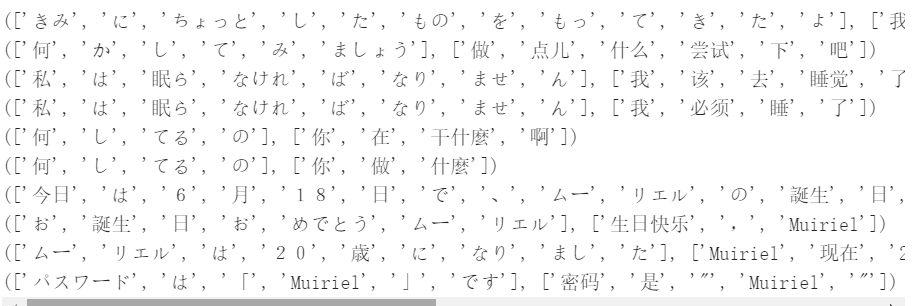 (['きみ', 'に', 'ちょっと', 'し', 'た', 'もの', 'を', 'もっ', 'て', 'き', 'た', 'よ'], ['我
(['何', 'か', 'し', 'て', 'み', 'ましょう'], ['做', '点儿', '什么', '尝试', '下', '吧'])
(['私', 'は', '眠ら', 'なけれ', 'ば', 'なり', 'ませ', 'ん'], ['我', '该', '去', '睡觉', '了
(['私', 'は', '眠ら', 'なけれ', 'ば', 'なり', 'ませ', 'ん'], ['我', '必须', '睡', '了'])
(['何', 'し', 'てる', 'の'], ['你', '在', '干什麼', '啊'])
(['何', 'し', 'てる', 'の'], ['你', '做', '什麼'])
(['今日', 'は', '６', '月', '１８', '日', 'で', '、', 'ムー', 'リエル', 'の', '誕生', '日',
(['お', '誕生', '日', 'お', 'めでとう', 'ムー', 'リエル'], ['生日快乐', '，', 'Muiriel'])
(['ムー', 'リエル', 'は', '２０', '歳', 'に', 'なり', 'まし', 'た'], ['Muiriel', '现在', '2
(['パスワード', 'は', '「', 'Muiriel', '」', 'です'], ['密码', '是', '"', 'Muiriel', '"'])